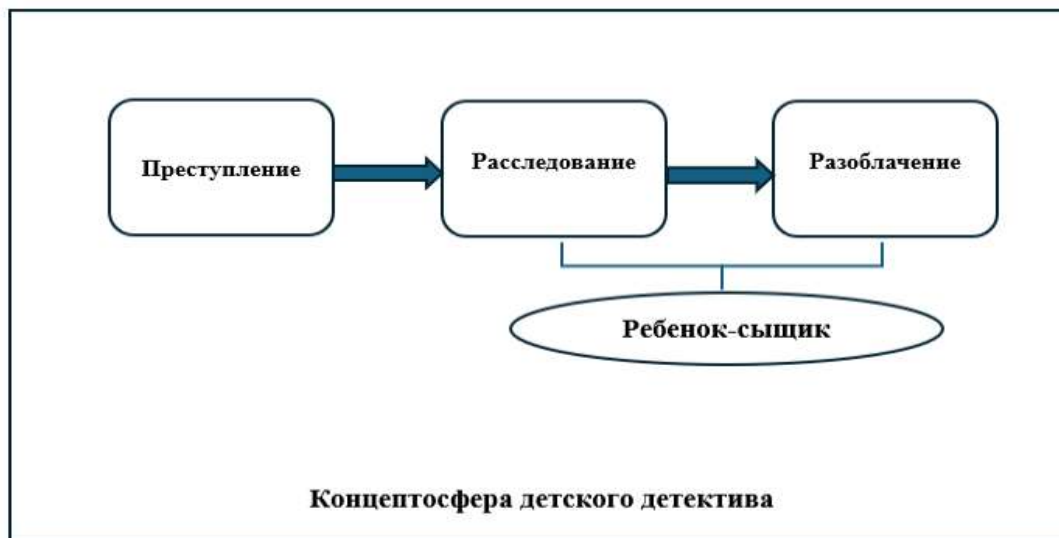 Преступление
Расследование
Разоблачение
Ребенок-сыщик
Концептосфера детского детектива